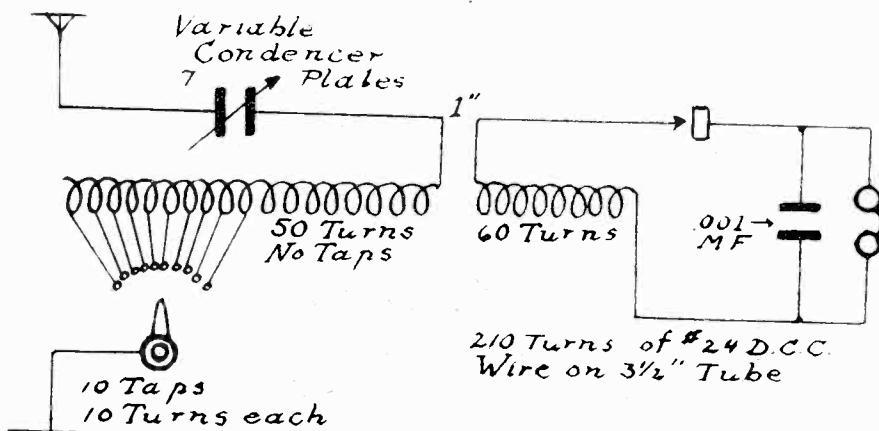 Variable
Condencer
7 Plates
1"
50 Turns
No Taps
60 Turns
.001→
MF
210 Turns of #24 D.C.C.
Wire on 3½" Tube
10 Taps
10 Turns each